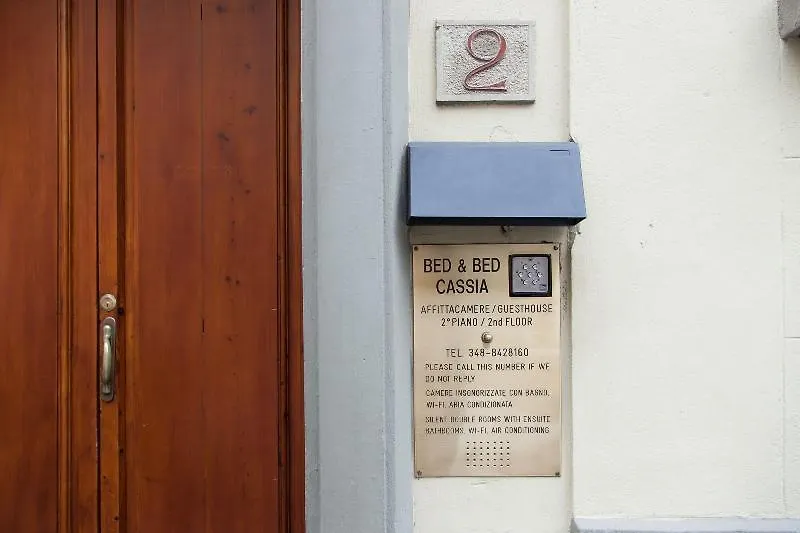 2
BED & BED
CASSIA
AFFITTACAMERE/GUESTHOUSE
2° PIANO / 2nd FLOOR
TEL 348-8428160
PLEASE CALL THIS NUMBER IF WE
DO NOT REPLY
CAMERE INSONORIZZATE CON BAGNO,
WI-FI, ARIA CONDIZIONATA
SILENT DOUBLE ROOMS WITH ENSUITE
BATHROOMS, WI-FI, AIR CONDITIONING